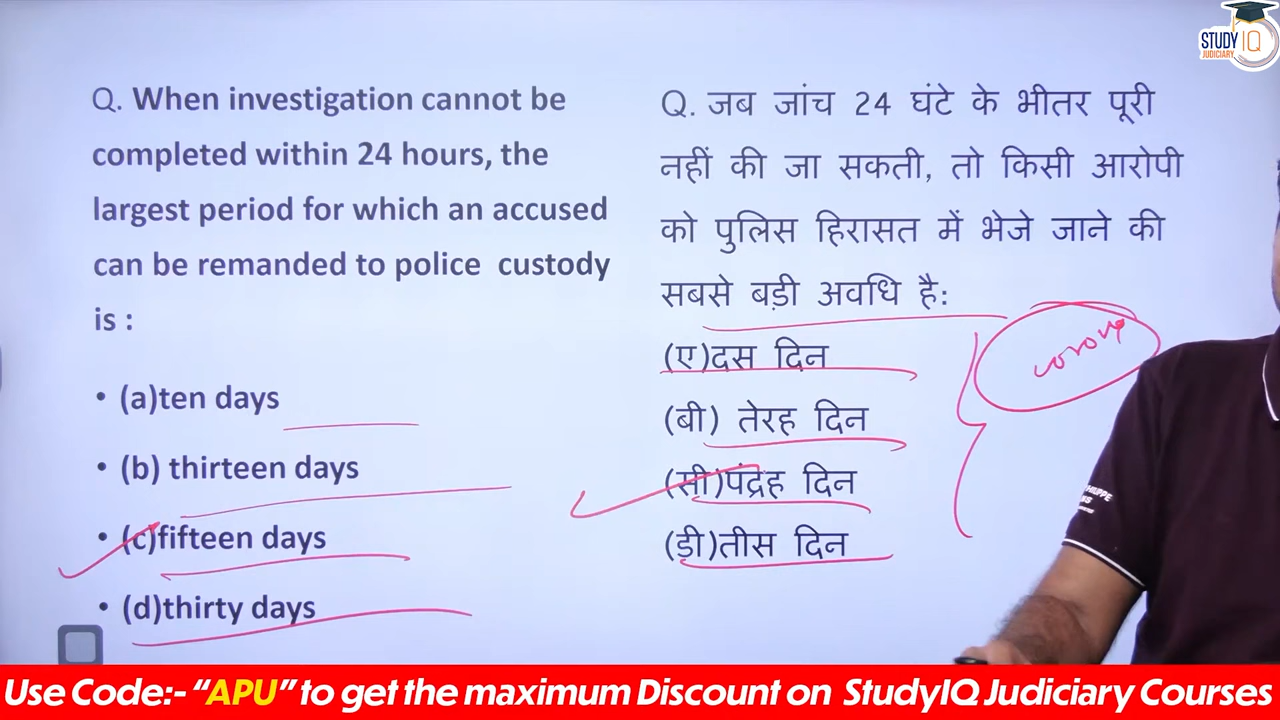 STUDY IQ
JUDICIARY
Q. When investigation cannot be
completed within 24 hours, the
largest period for which an accused
can be remanded to police custody
is :
• (a)ten days
• (b) thirteen days
• (c)fifteen days
• (d)thirty days
Q. जब जांच 24 घंटे के भीतर पूरी
नहीं की जा सकती, तो किसी आरोपी
को पुलिस हिरासत में भेजे जाने की
सबसे बड़ी अवधि है:
(ए)दस दिन
(बी) तेरह दिन
(सी)पंद्रह दिन
(डी)तीस दिन
Use Code:- “APU” to get the maximum Discount on StudyIQ Judiciary Courses